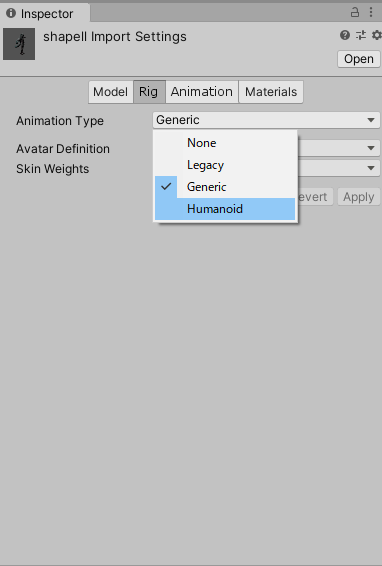 Inspector
shapell Import Settings
Open
Model Rig Animation Materials
Animation Type Generic
None
Avatar Definition
Legacy
Skin Weights
Generic
evert Apply
Humanoid